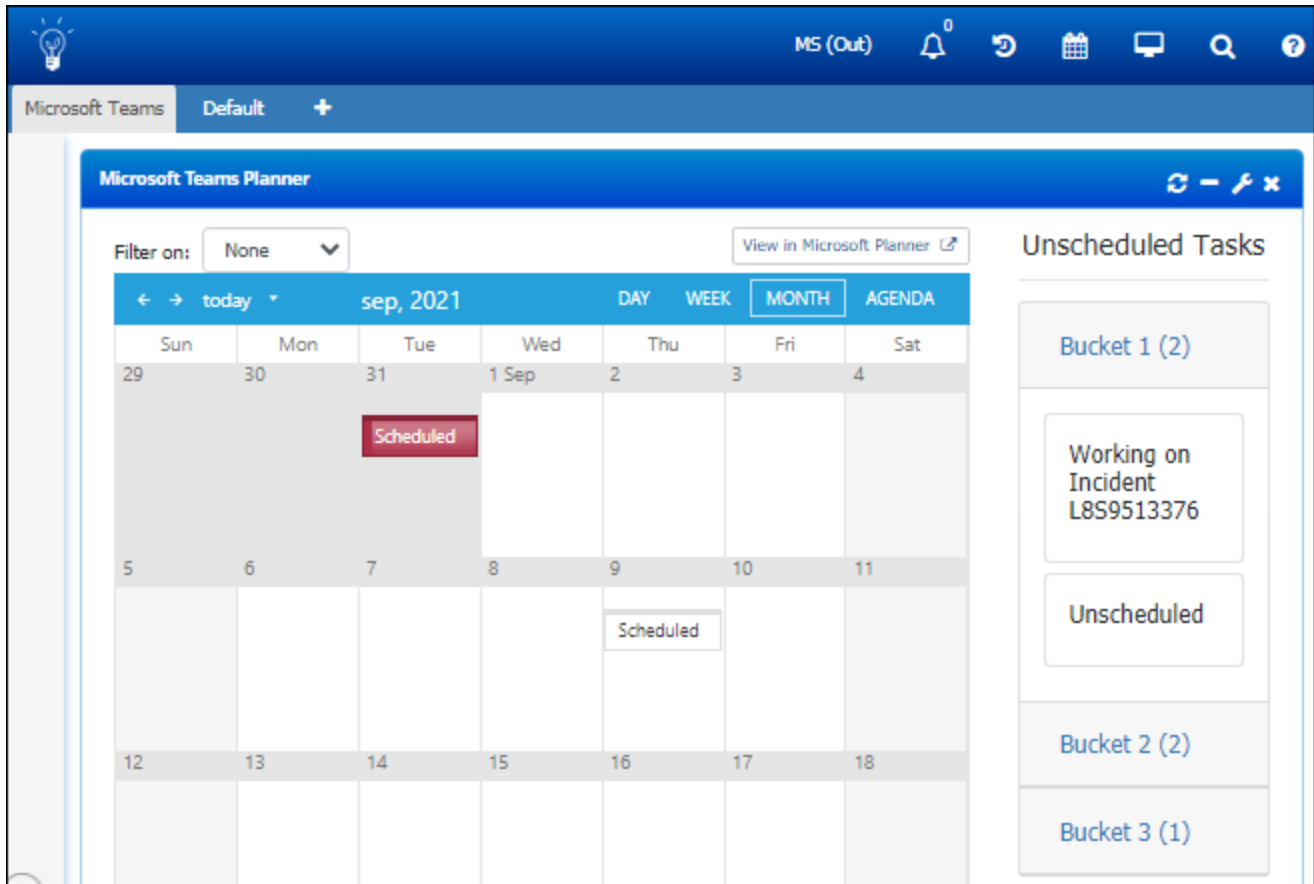 MS (Out) 0
Microsoft Teams Default
Microsoft Teams Planner
Filter on: None View in Microsoft Planner
today sep, 2021 DAY WEEK MONTH AGENDA
Sun Mon Tue Wed Thu Fri Sat
29 30 31 1 Sep 2 3 4
Scheduled
5 6 7 8 9 10 11
Scheduled
12 13 14 15 16 17 18
Unscheduled Tasks
Bucket 1 (2)
Working on
Incident
L8S9513376
Unscheduled
Bucket 2 (2)
Bucket 3 (1)